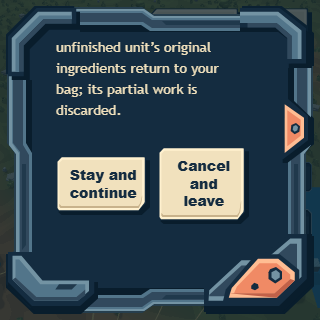 unfinished unit's original
ingredients return to your
bag; its partial work is
discarded.
Stay and
continue
Cancel
and
leave